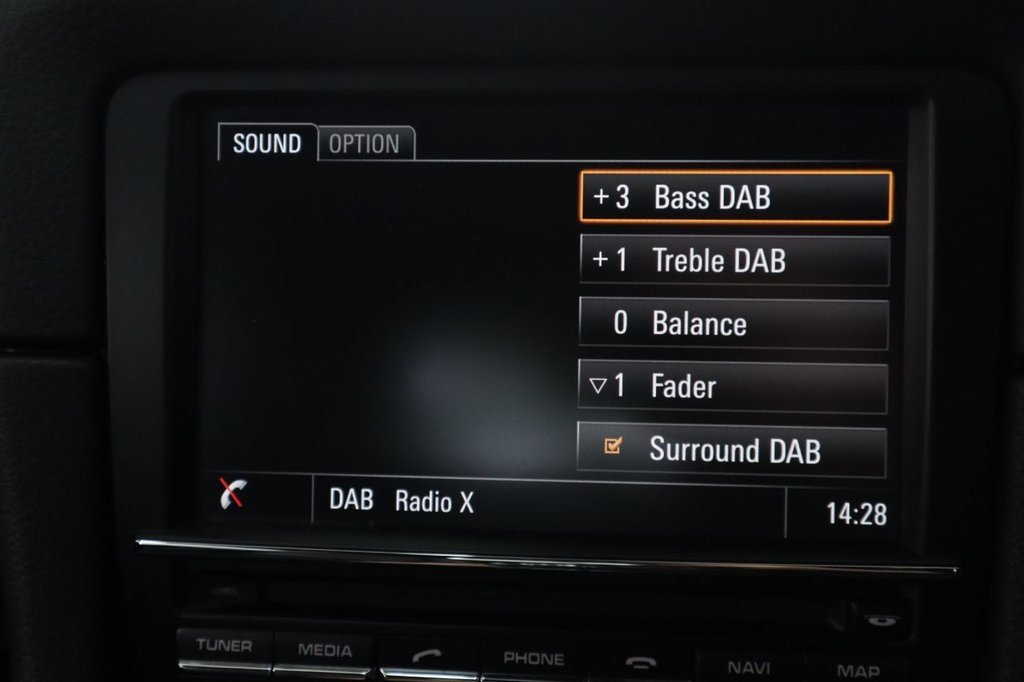 SOUND OPTION
+3 Bass DAB
+1 Treble DAB
0 Balance
▽1 Fader
Surround DAB
DAB Radio X 14:28
TUNER MEDIA PHONE NAVI MAP